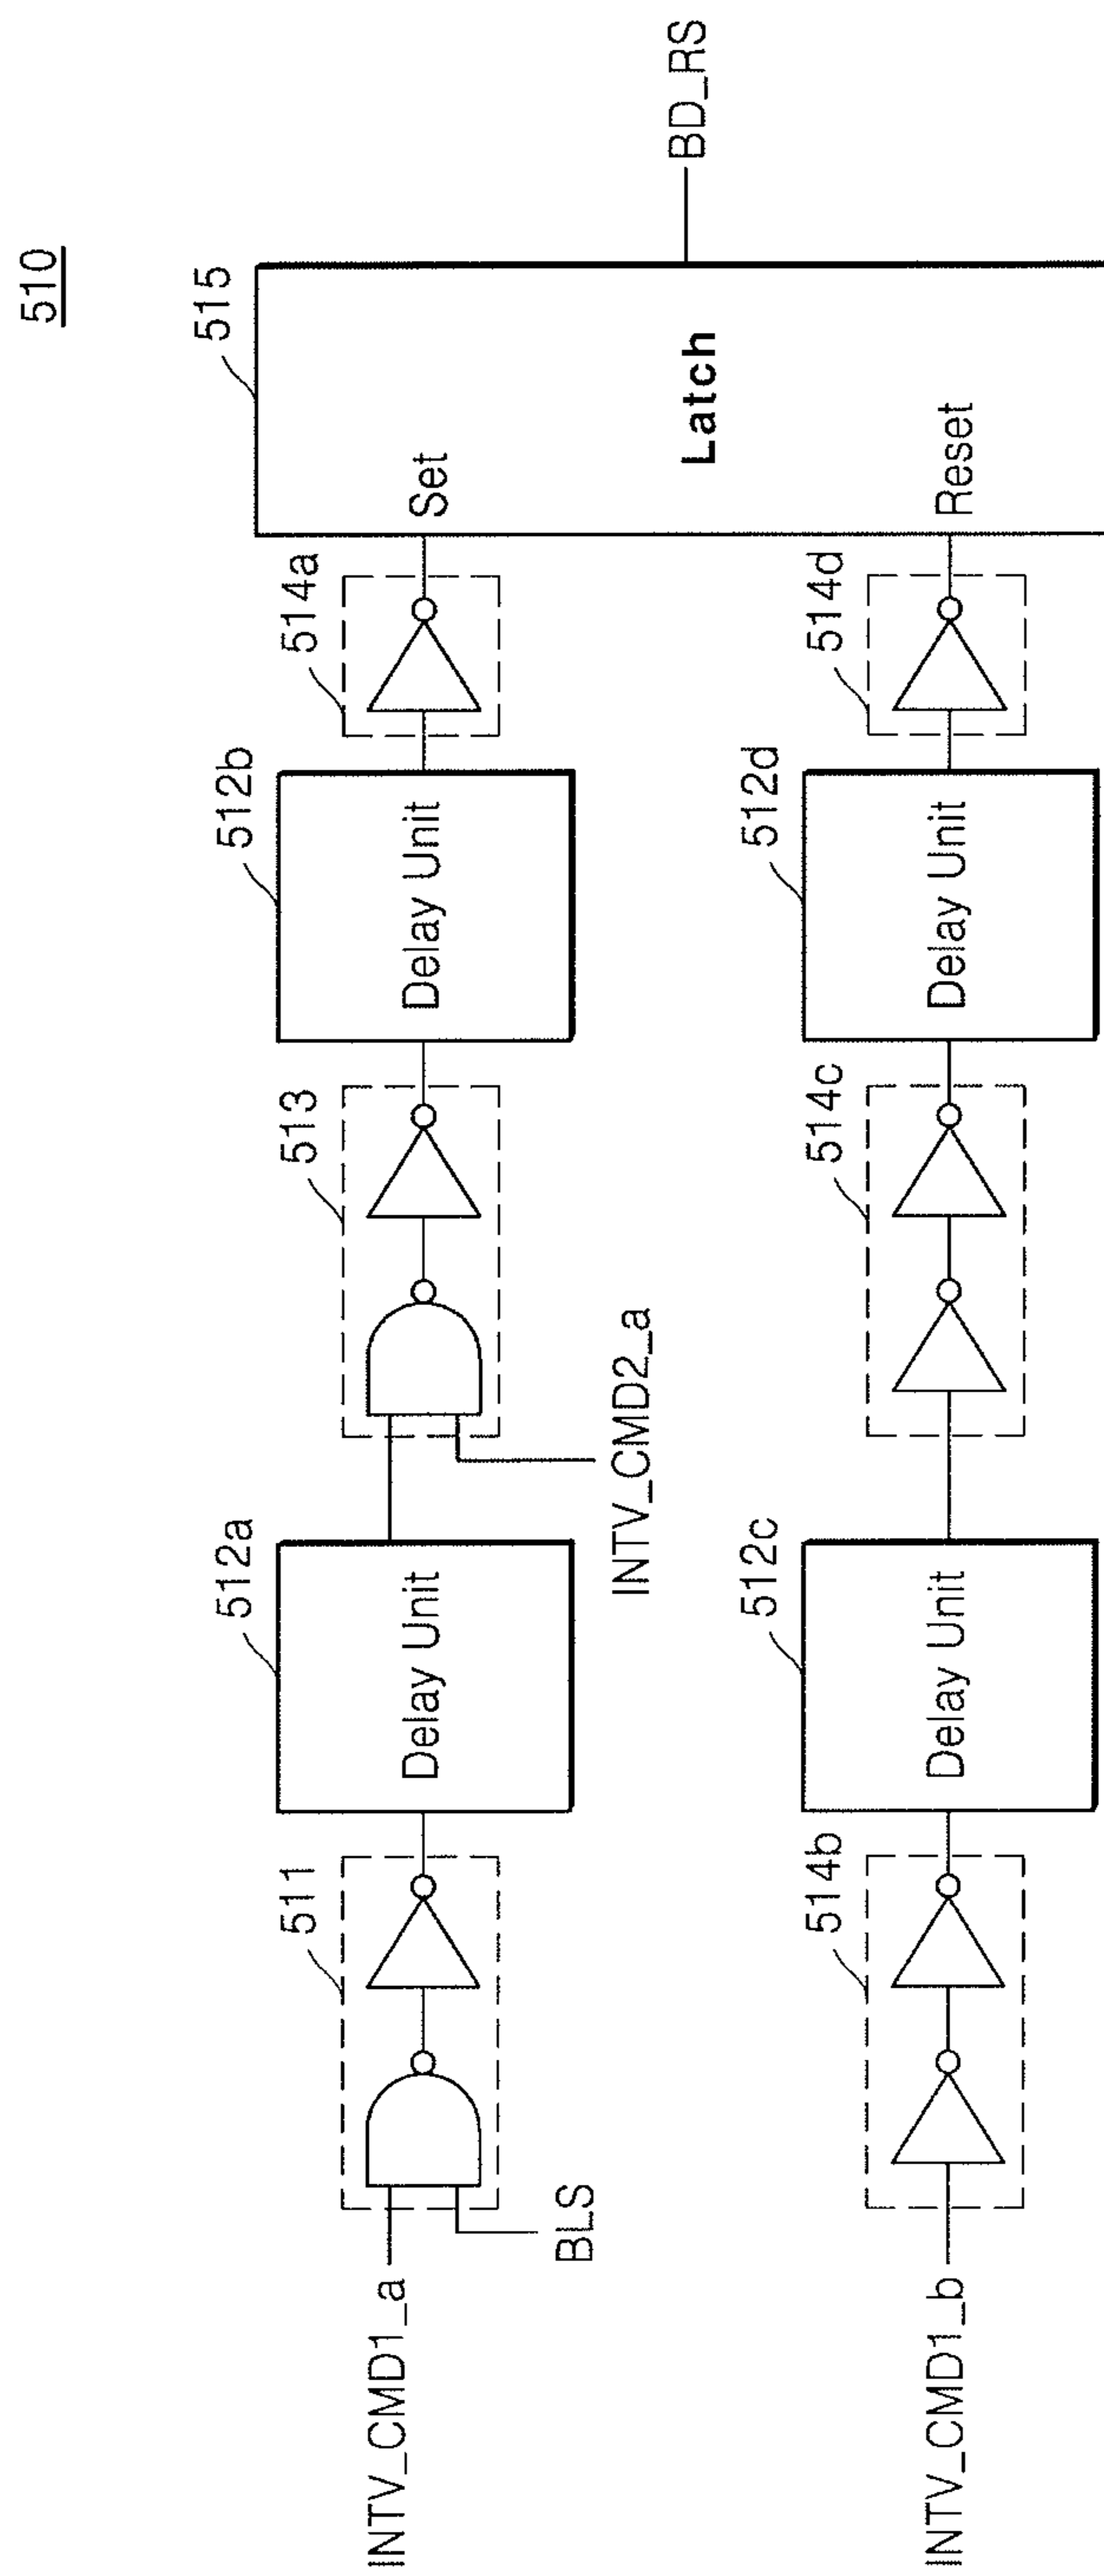 510
INTV_CMD1_a
BLS
511
512a
Delay Unit
INTV_CMD2_a
513
512b
Delay Unit
514a
515
Set
Latch
Reset
BD_RS
INTV_CMD1_b
514b
512c
Delay Unit
514c
512d
Delay Unit
514d